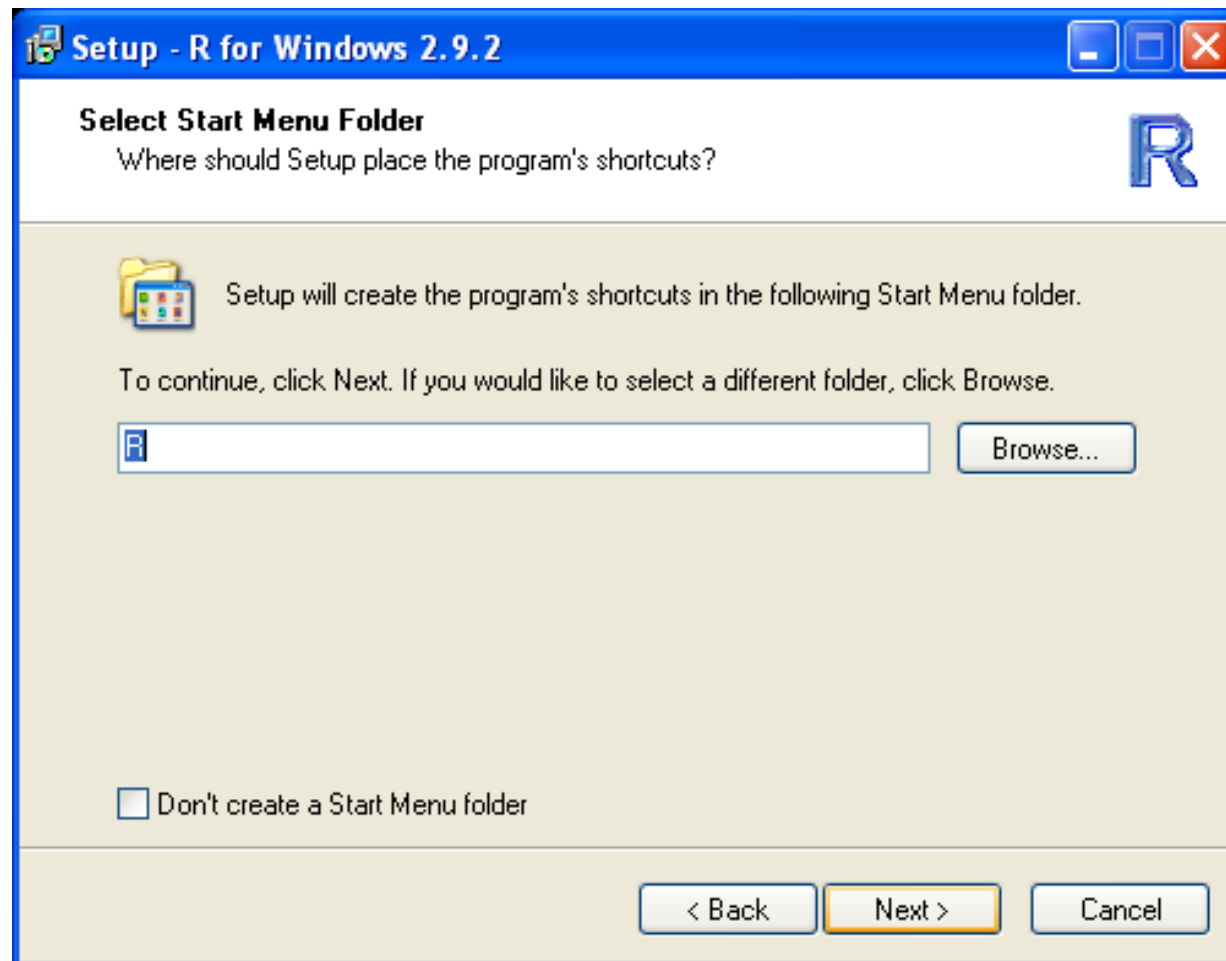 Setup - R for Windows 2.9.2
Select Start Menu Folder
Where should Setup place the program's shortcuts?
R
Setup will create the program's shortcuts in the following Start Menu folder.
To continue, click Next. If you would like to select a different folder, click Browse.
R
Browse...
Don't create a Start Menu folder
< Back
Next >
Cancel